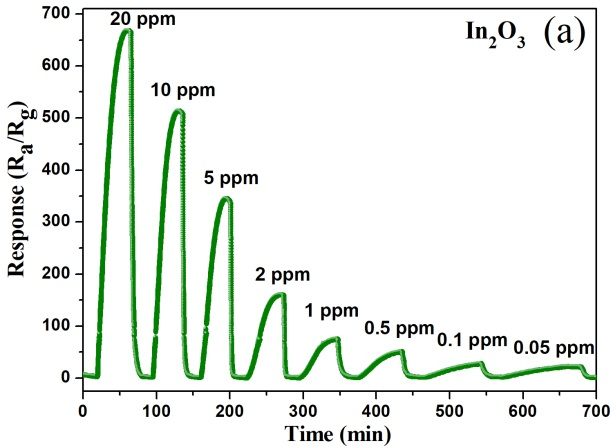 In₂O₃ (a)
20 ppm
10 ppm
5 ppm
2 ppm
1 ppm
0.5 ppm
0.1 ppm
0.05 ppm
Response (Rₐ/R₉)
700
600
500
400
300
200
100
0
0 100 200 300 400 500 600 700
Time (min)